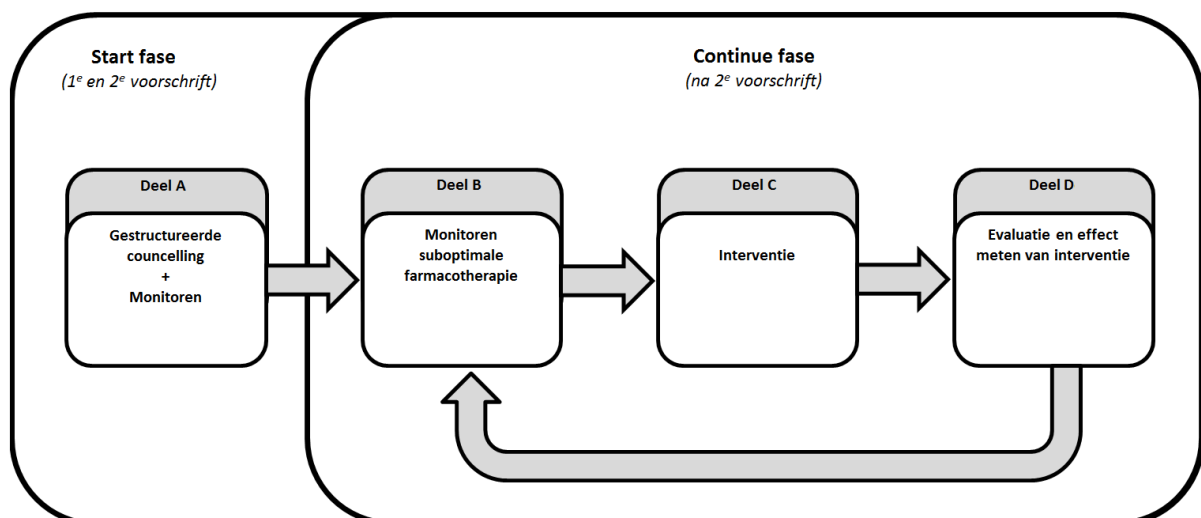 Start fase
(1e en 2e voorschrift)
Continue fase
(na 2e voorschrift)
Deel A
Gestructureerde
councelling
+
Monitoren
Deel B
Monitoren
suboptimale
farmacotherapie
Deel C
Interventie
Deel D
Evaluatie en effect
meten van interventie